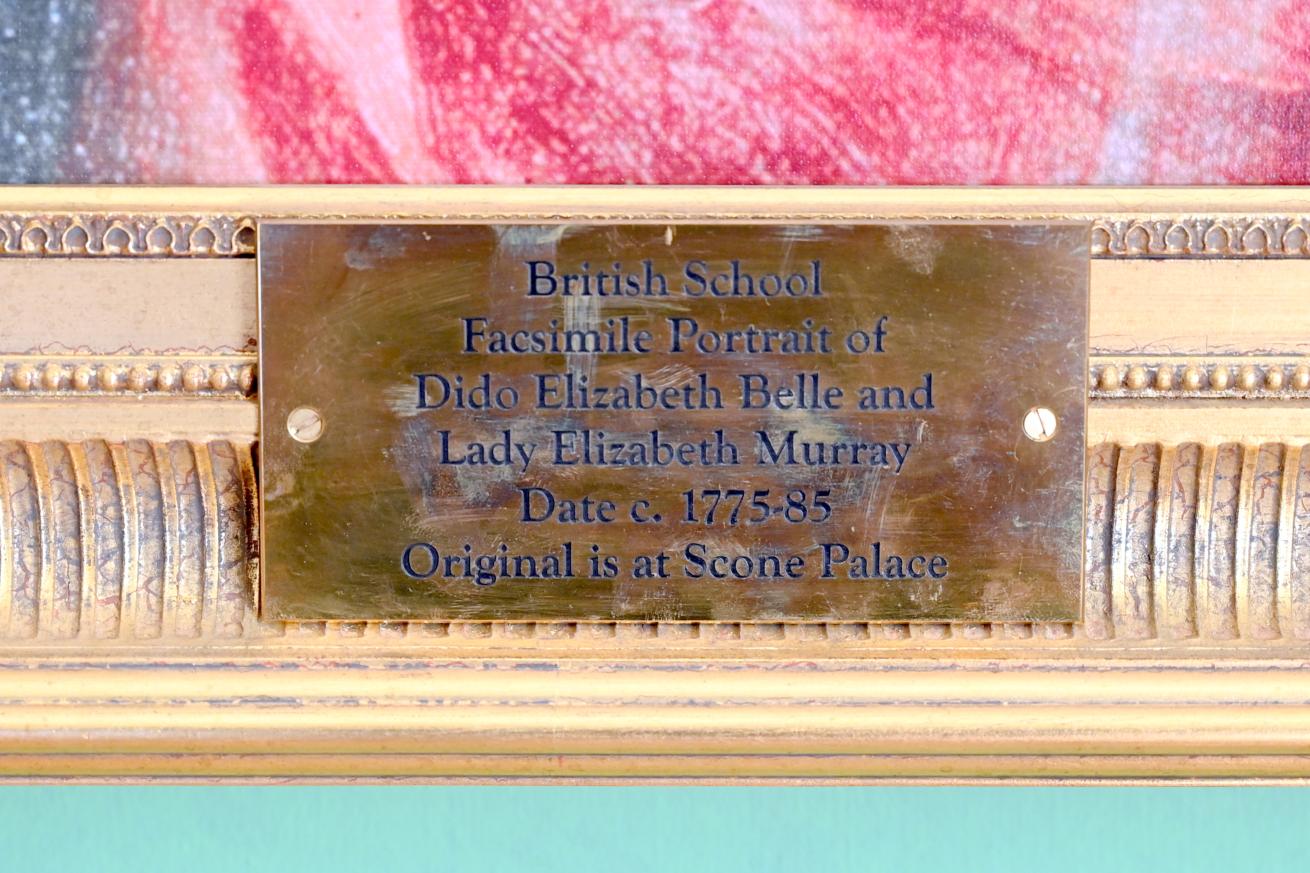 British School
Facsimile Portrait of
Dido Elizabeth Belle and
Lady Elizabeth Murray
Date c. 1775-85
Original is at Scone Palace